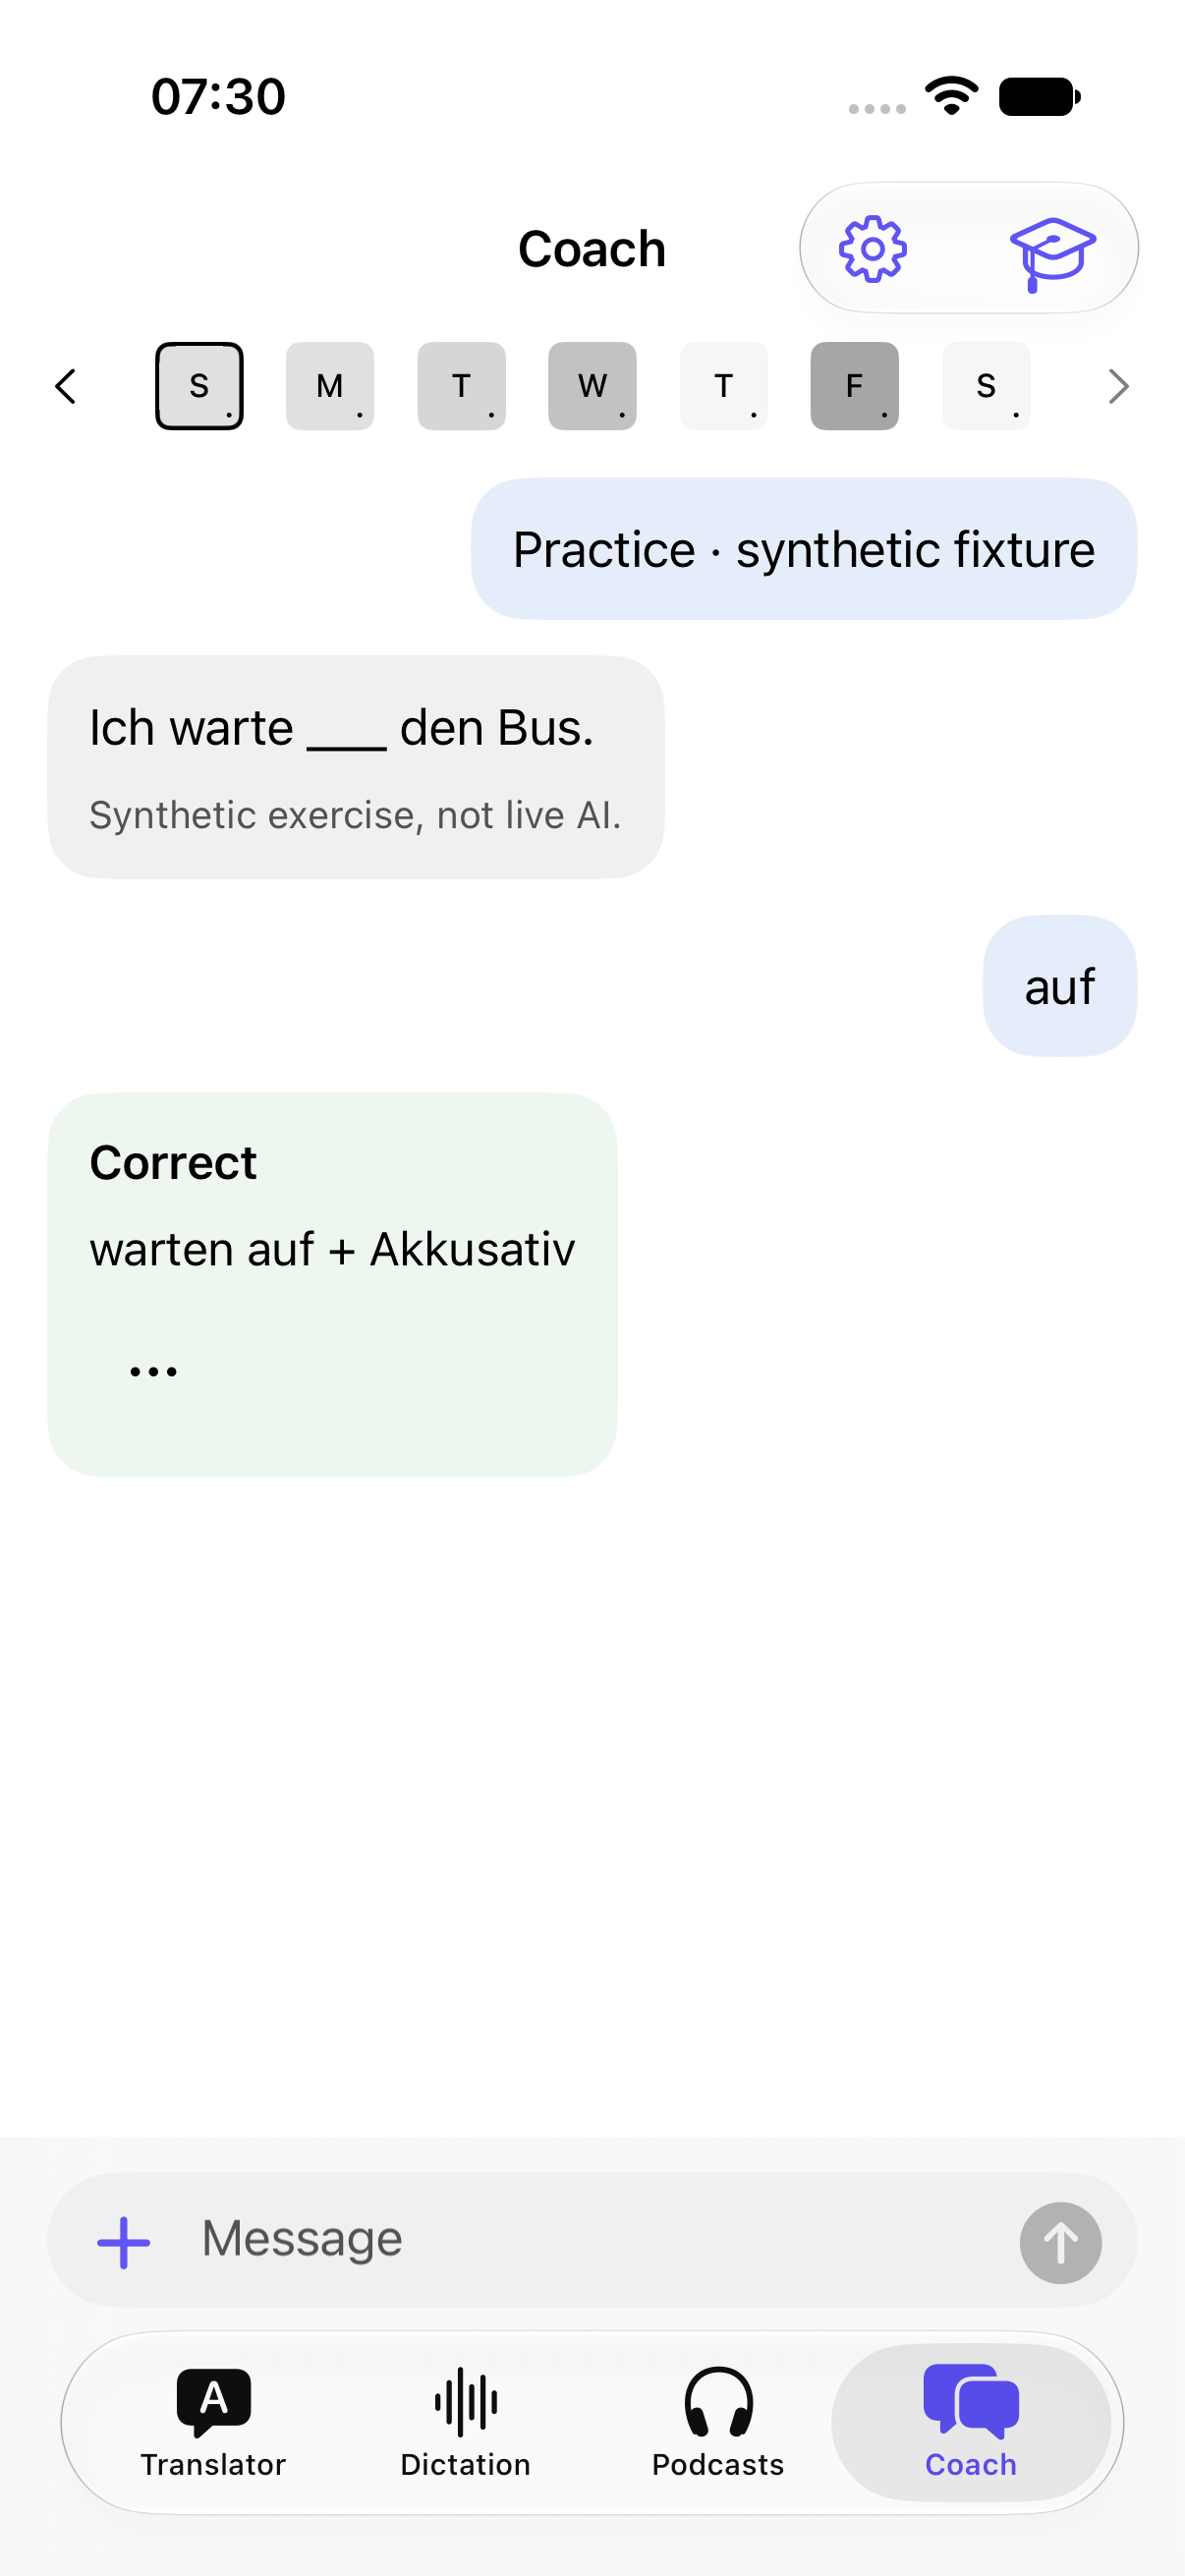 07:30
Coach
S M T W T F S
Practice · synthetic fixture
Ich warte ___ den Bus.
Synthetic exercise, not live AI.
auf
Correct
warten auf + Akkusativ
...
Message
A
Translator Dictation Podcasts Coach